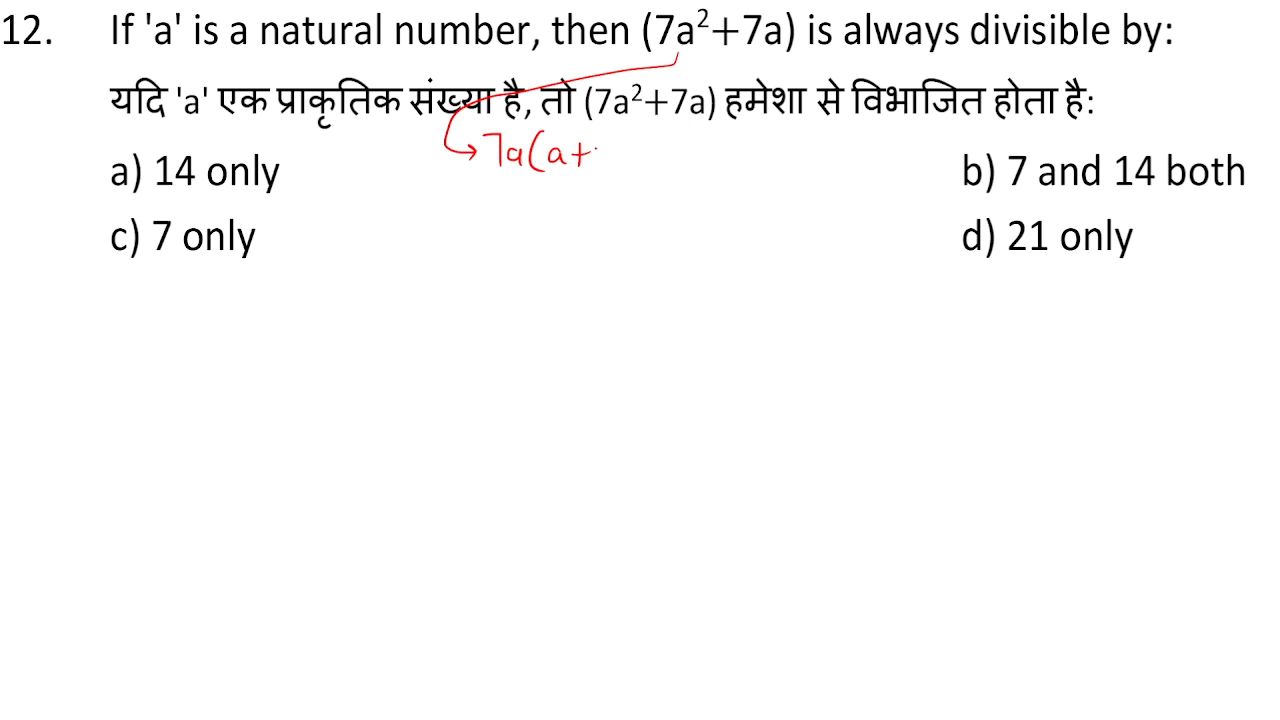 12. If 'a' is a natural number, then (7a²+7a) is always divisible by:
यदि 'a' एक प्राकृतिक संख्या है, तो (7a²+7a) हमेशा से विभाजित होता है:
7a(a+
a) 14 only b) 7 and 14 both
c) 7 only d) 21 only